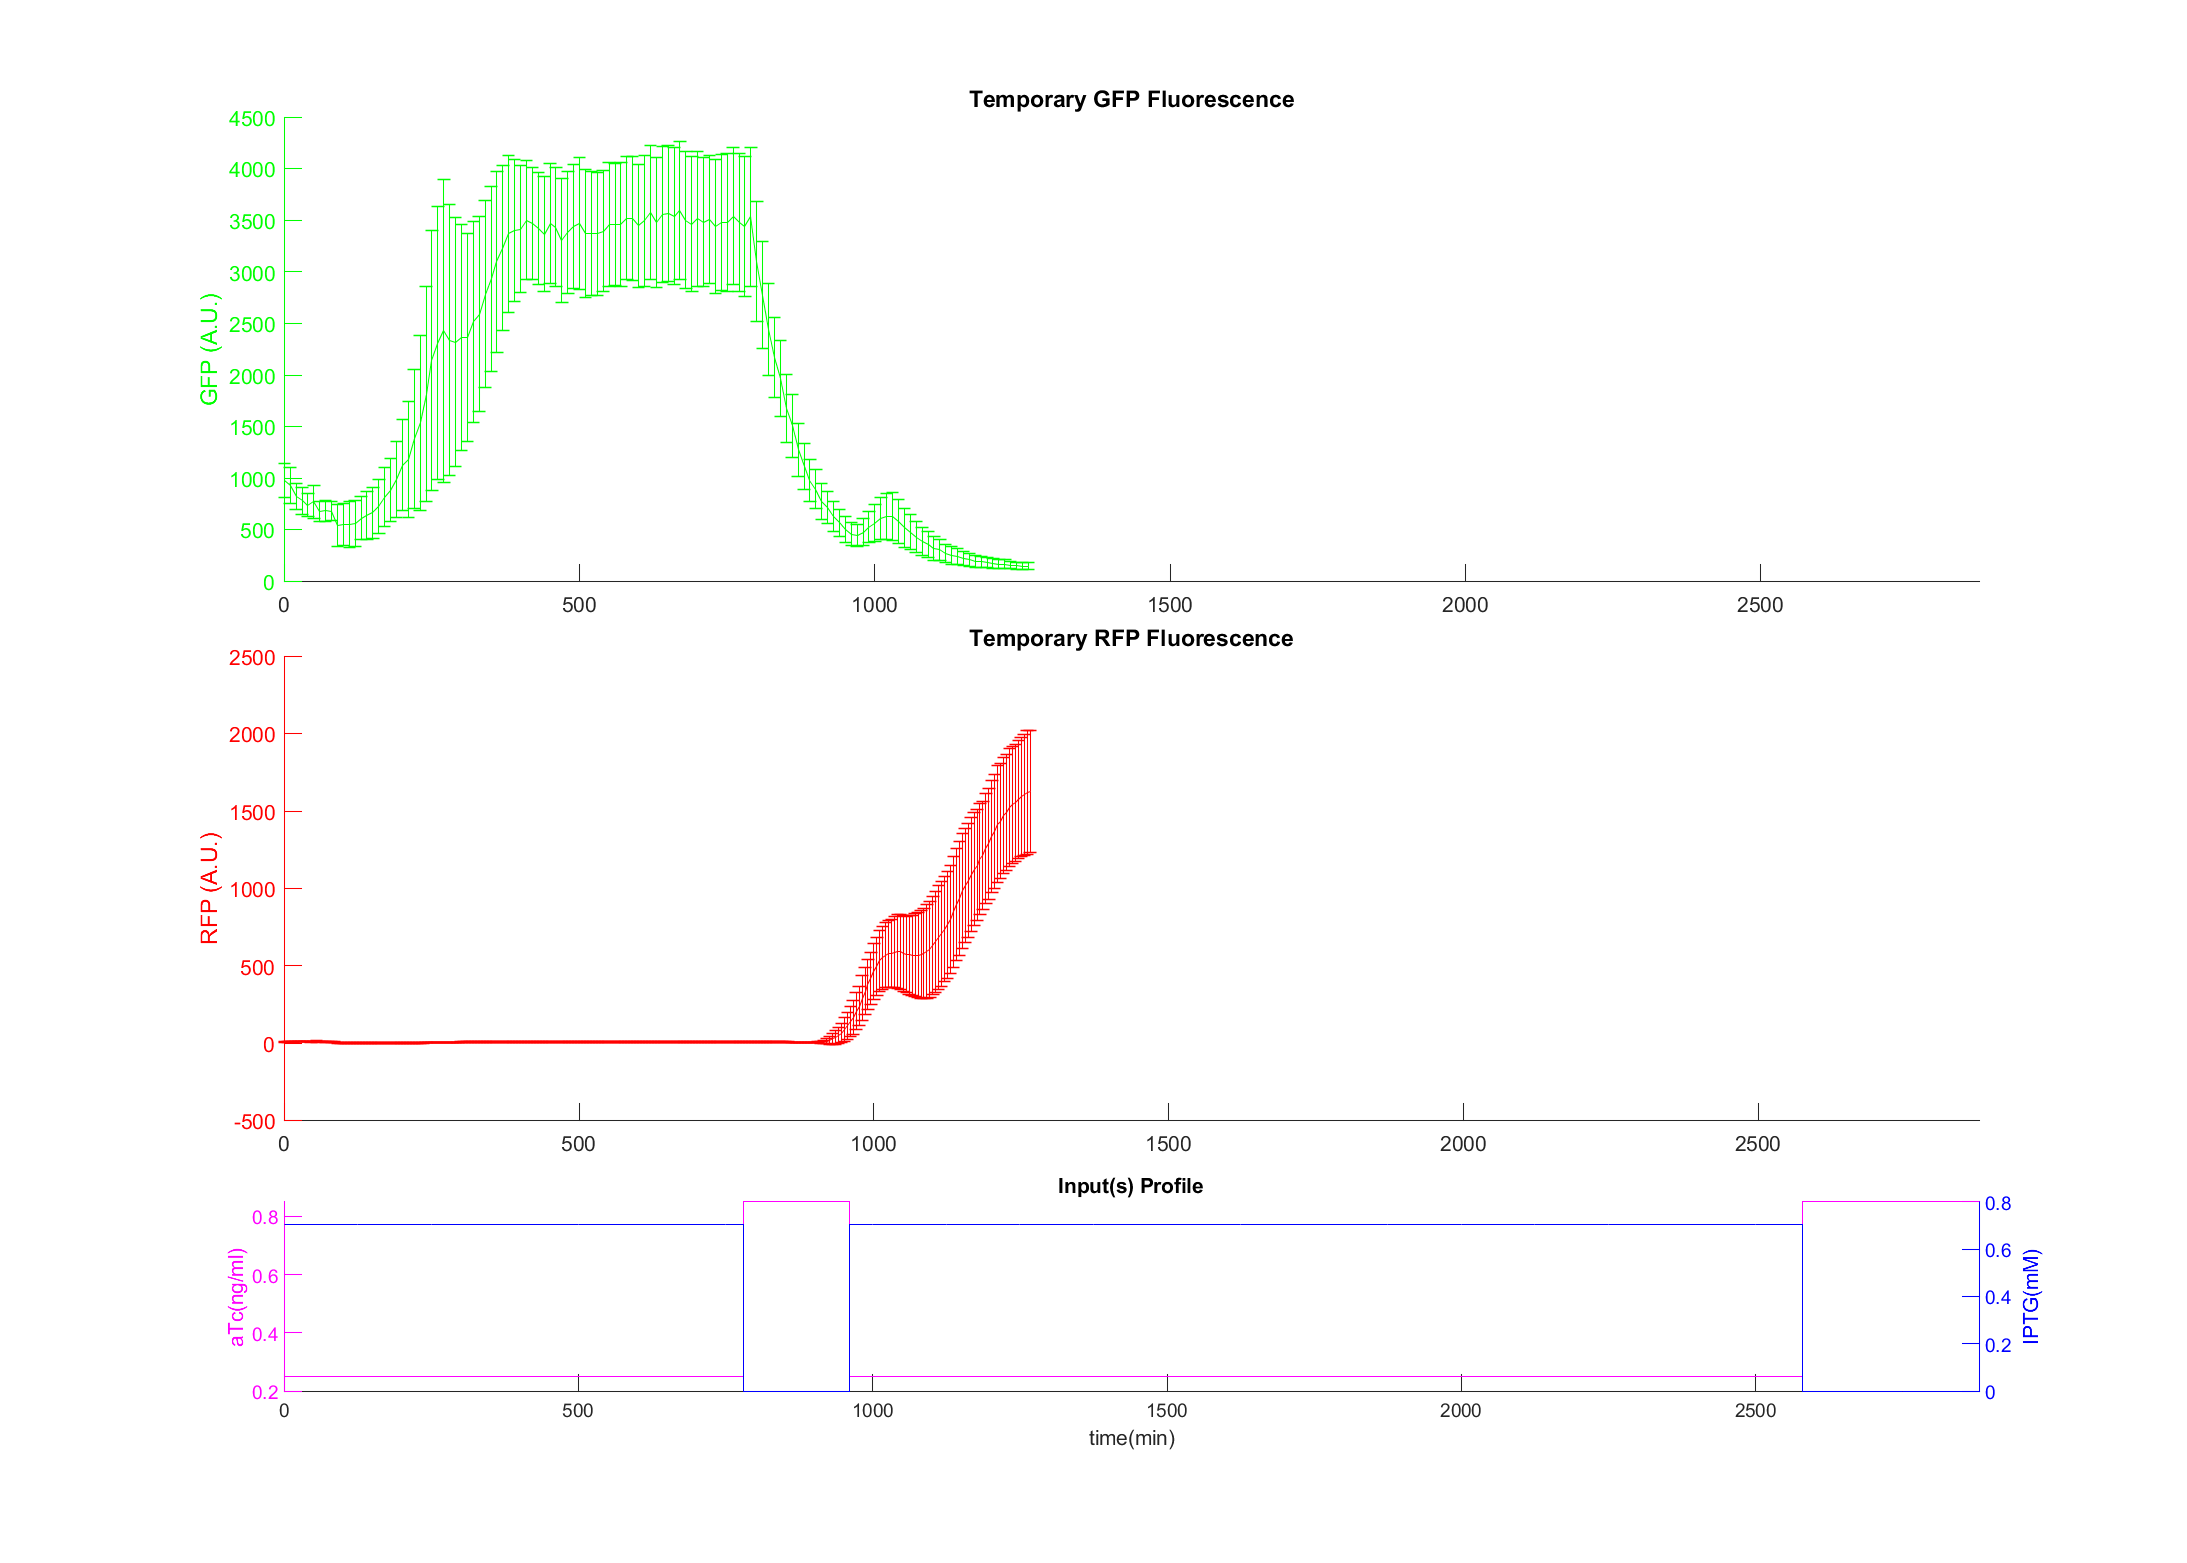 Temporary GFP Fluorescence
GFP (A.U.)
4500
4000
3500
3000
2500
2000
1500
1000
500
0
0 500 1000 1500 2000 2500
Temporary RFP Fluorescence
RFP (A.U.)
2500
2000
1500
1000
500
0
-500
0 500 1000 1500 2000 2500
Input(s) Profile
aTc(ng/ml)
0.8
0.6
0.4
0.2
0.8
0.6
0.4
0.2
0
IPTG(mM)
0 500 1000 1500 2000 2500
time(min)